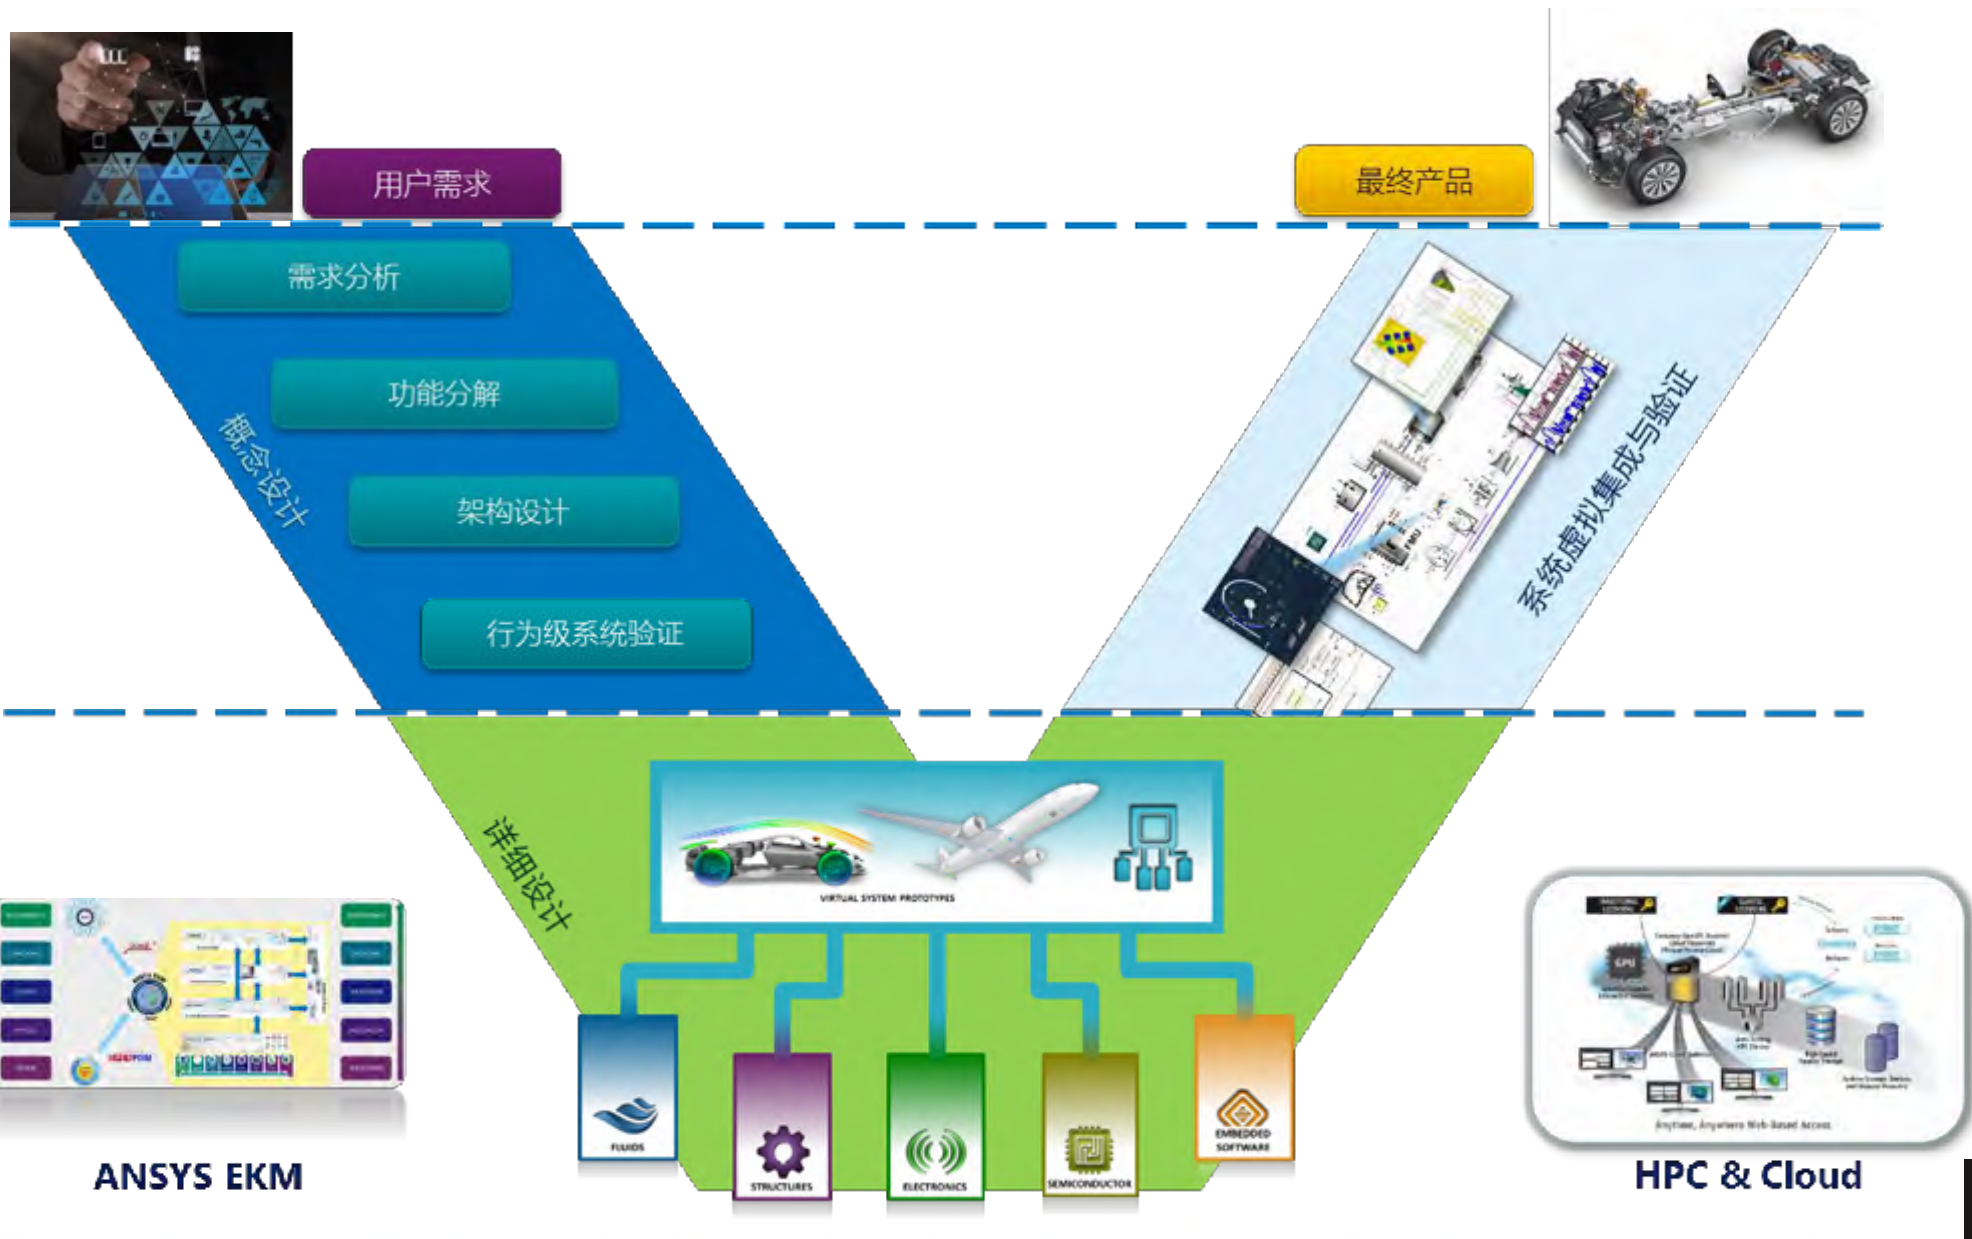 用户需求
最终产品
需求分析
功能分解
架构设计
行为级系统验证
概念设计
系统虚拟集成与验证
FMU
详细设计
VIRTUAL SYSTEM PROTOTYPES
FLUIDS
STRUCTURES
ELECTRONICS
SEMICONDUCTOR
EMBEDDED
SOFTWARE
ANSYS EKM
GPU
Anytime, Anywhere Web-Based Access
HPC & Cloud